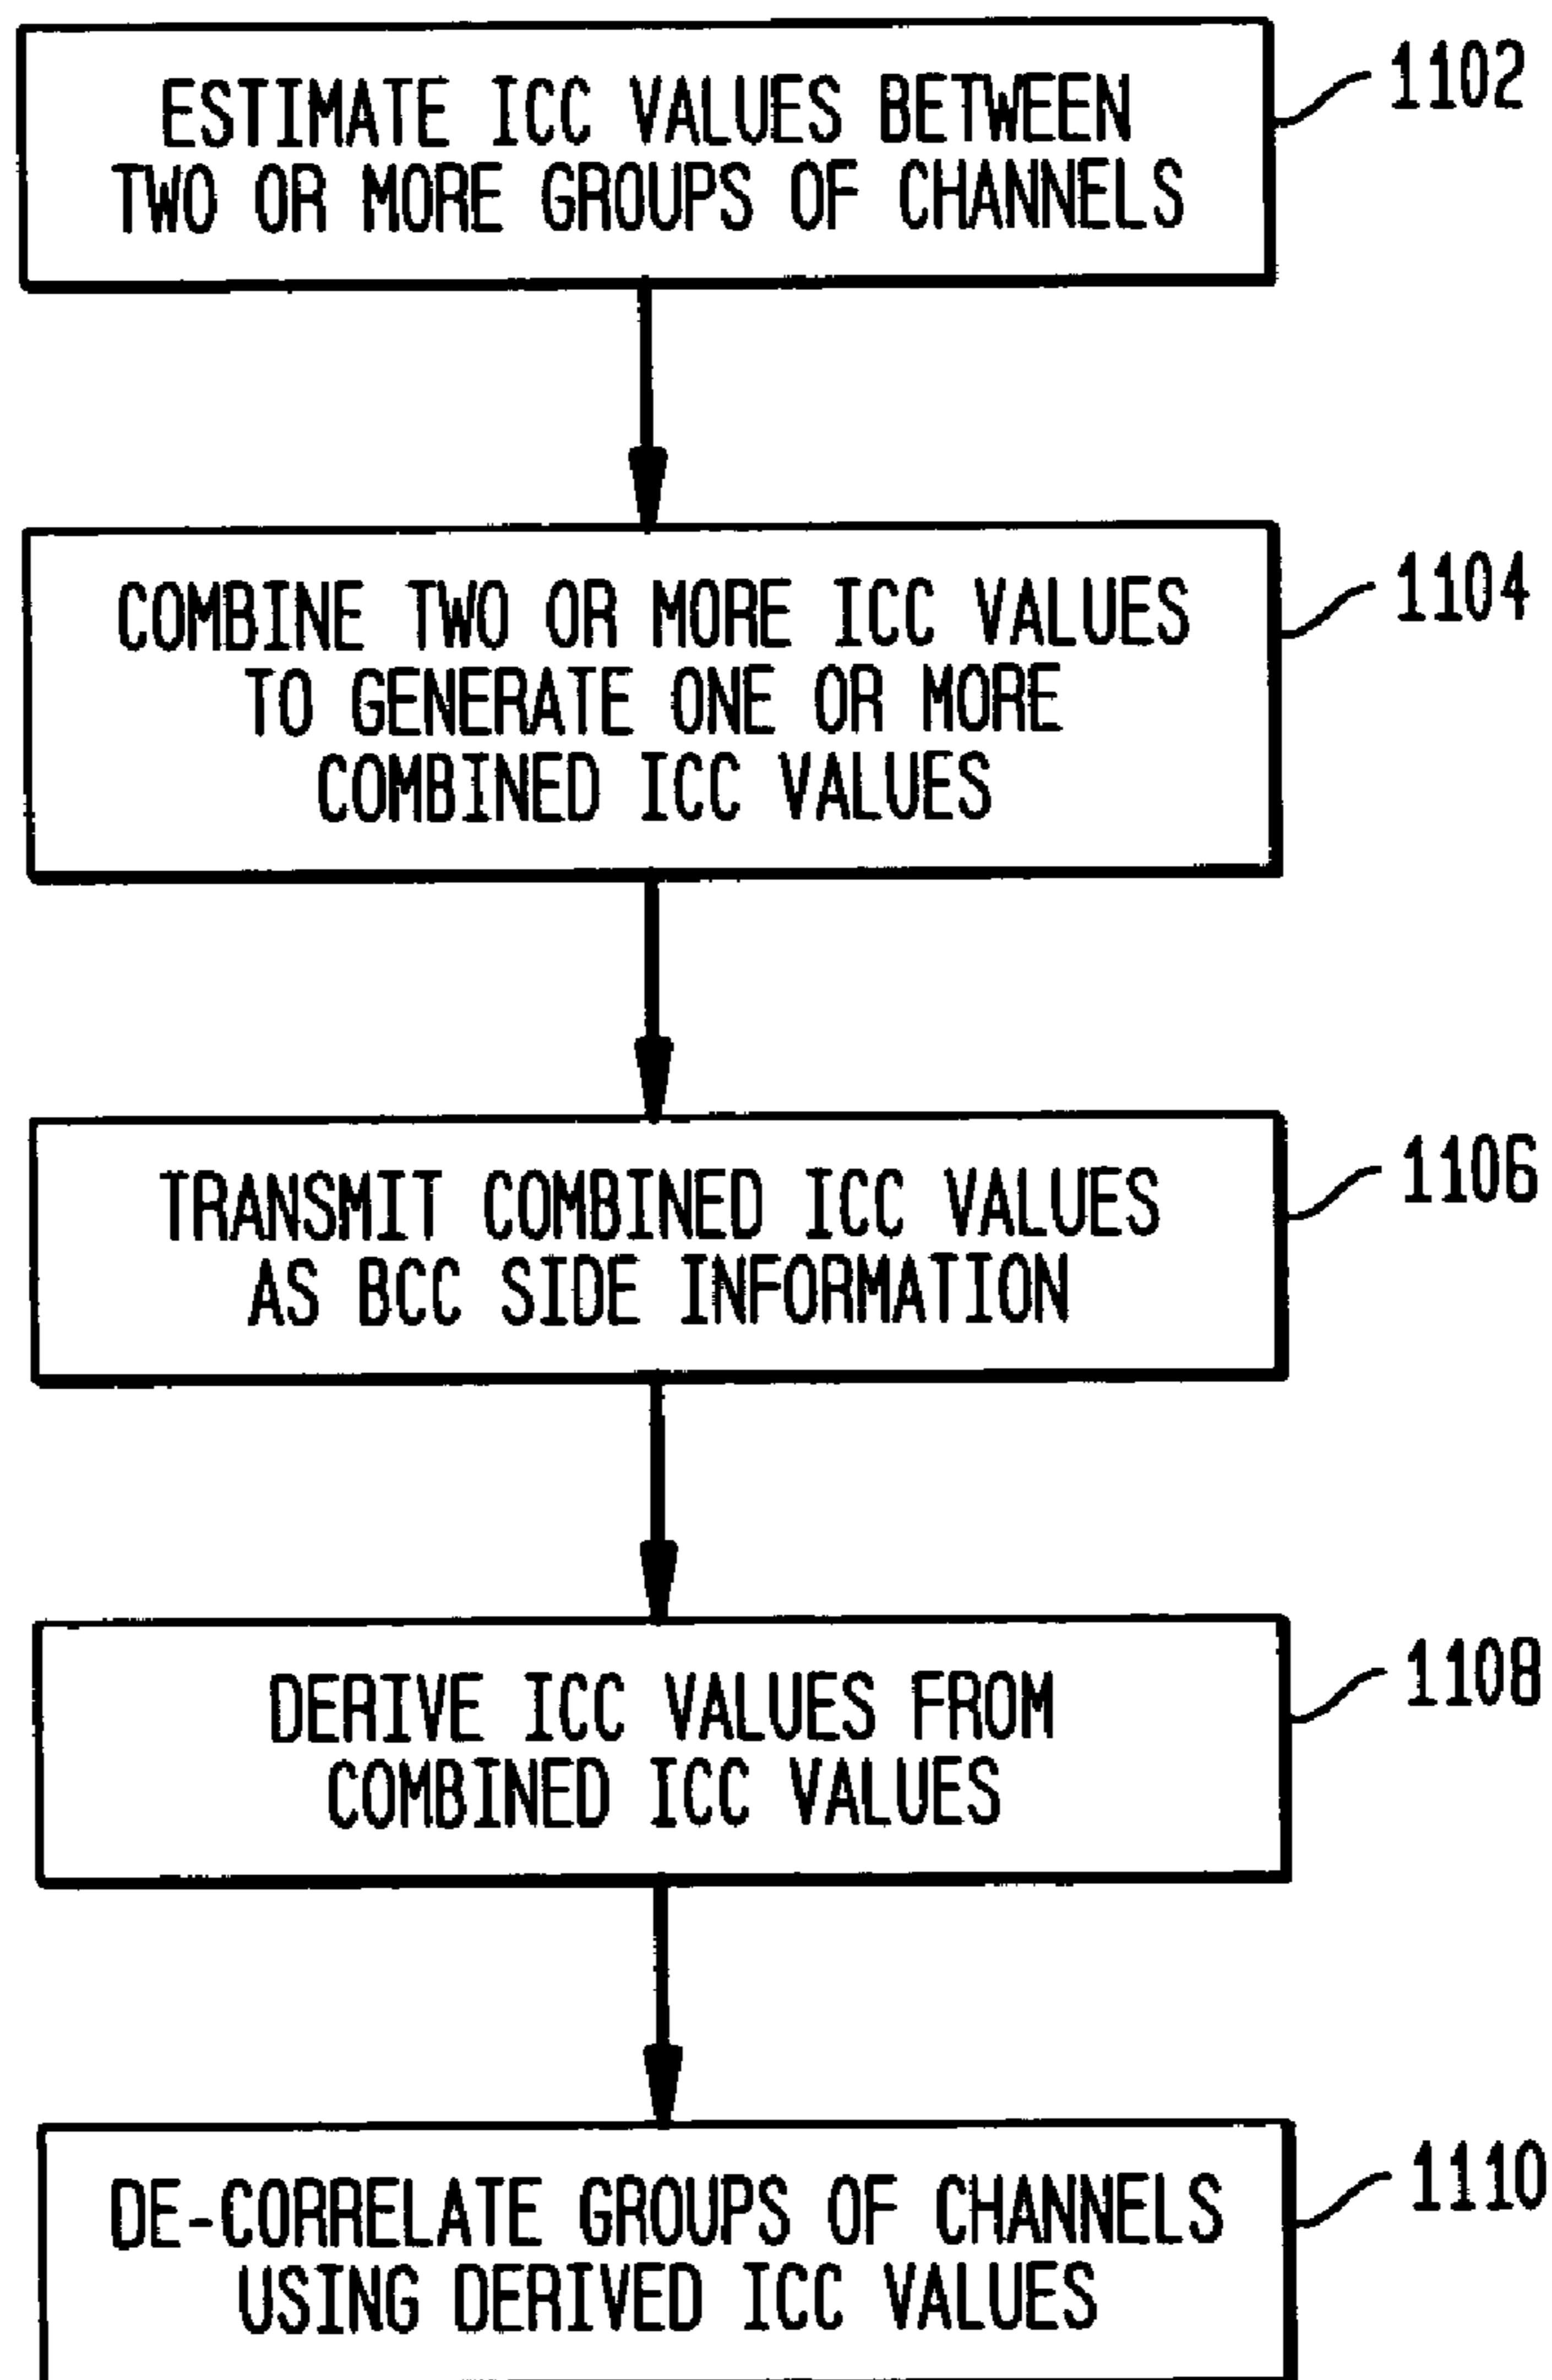 ESTIMATE ICC VALUES BETWEEN
TWO OR MORE GROUPS OF CHANNELS
1102
COMBINE TWO OR MORE ICC VALUES
TO GENERATE ONE OR MORE
COMBINED ICC VALUES
1104
TRANSMIT COMBINED ICC VALUES
AS BCC SIDE INFORMATION
1106
DERIVE ICC VALUES FROM
COMBINED ICC VALUES
1108
DE-CORRELATE GROUPS OF CHANNELS
USING DERIVED ICC VALUES
1110